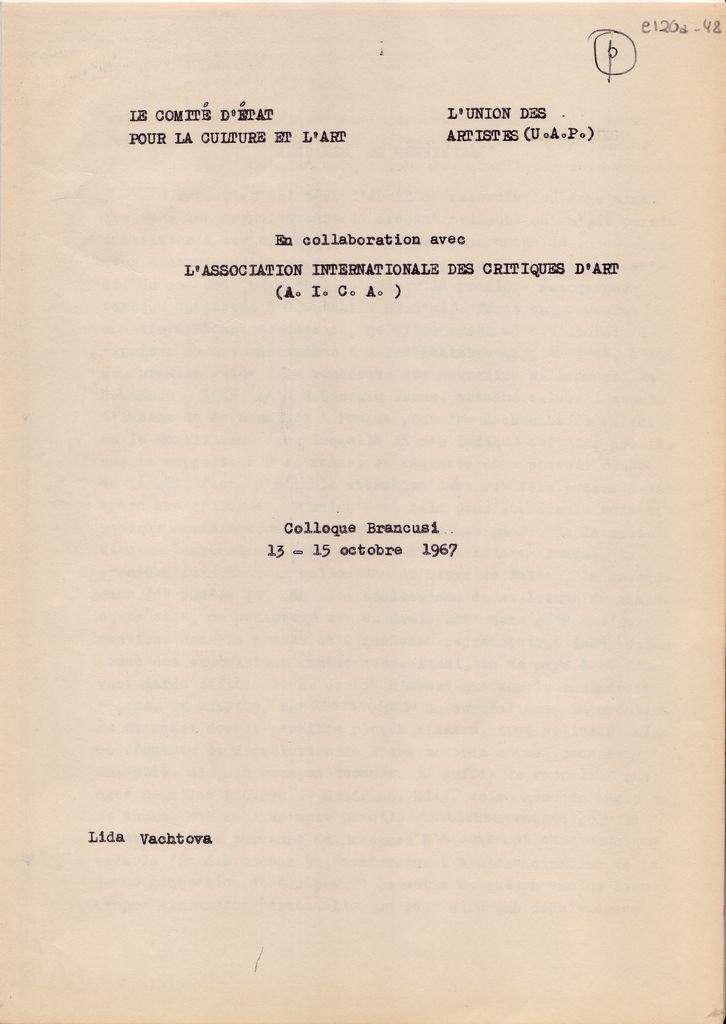 e120a-48
LE COMITÉ D'ÉTAT
POUR LA CULTURE ET L'ART
L'UNION DES
ARTISTES (U.A.P.)
En collaboration avec
L'ASSOCIATION INTERNATIONALE DES CRITIQUES D'ART
(A. I. C. A. )
Colloque Brancusi
13 - 15 octobre 1967
Lida Vachtova